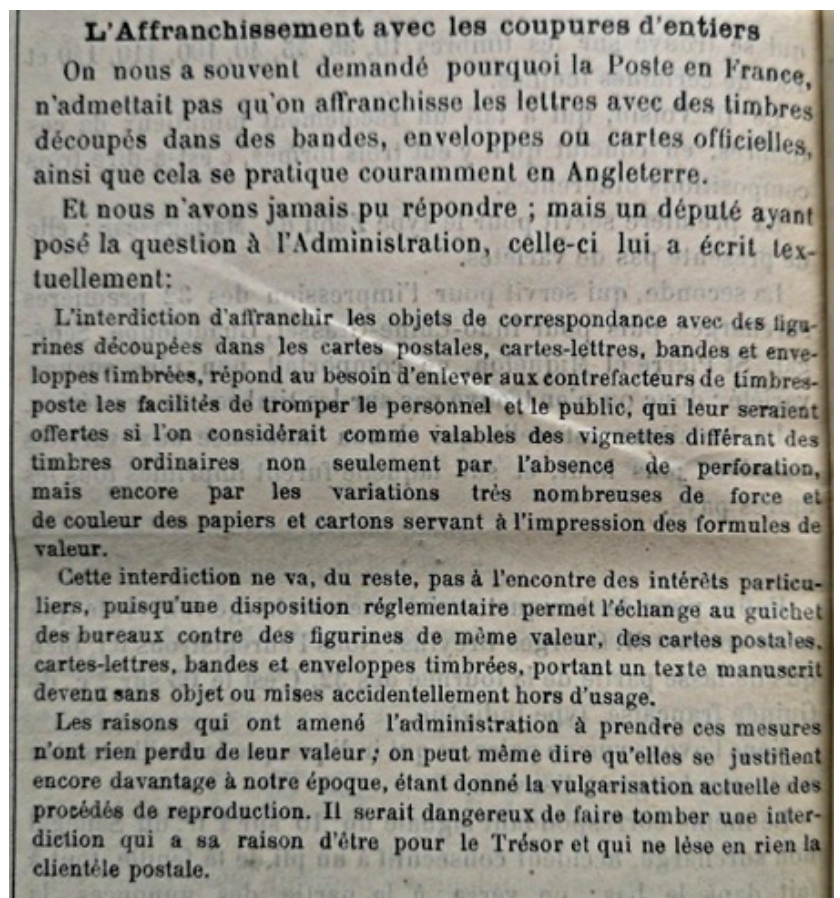 L'Affranchissement avec les coupures d'entiers
On nous a souvent demandé pourquoi la Poste en France,
n'admettait pas qu'on affranchisse les lettres avec des timbres
découpés dans des bandes, enveloppes ou cartes officielles,
ainsi que cela se pratique couramment en Angleterre.
Et nous n'avons jamais pu répondre ; mais un député ayant
posé la question à l'Administration, celle-ci lui a écrit tex-
tuellement:
L'interdiction d'affranchir les objets de correspondance avec des figu-
rines découpées dans les cartes postales, cartes-lettres, bandes et enve-
loppes timbrées, répond au besoin d'enlever aux contrefacteurs de timbres-
poste les facilités de tromper le personnel et le public, qui leur seraient
offertes si l'on considérait comme valables des vignettes différant des
timbres ordinaires non seulement par l'absence de perforation,
mais encore par les variations très nombreuses de force et
de couleur des papiers et cartons servant à l'impression des formules de
valeur.
Cette interdiction ne va, du reste, pas à l'encontre des intérêts particu-
liers, puisqu'une disposition réglementaire permet l'échange au guichet
des bureaux contre des figurines de même valeur, des cartes postales,
cartes-lettres, bandes et enveloppes timbrées, portant un texte manuscrit
devenu sans objet ou mises accidentellement hors d'usage.
Les raisons qui ont amené l'administration à prendre ces mesures
n'ont rien perdu de leur valeur ; on peut même dire qu'elles se justifient
encore davantage à notre époque, étant donné la vulgarisation actuelle des
procédés de reproduction. Il serait dangereux de faire tomber une inter-
diction qui a sa raison d'être pour le Trésor et qui ne lèse en rien la
clientèle postale.